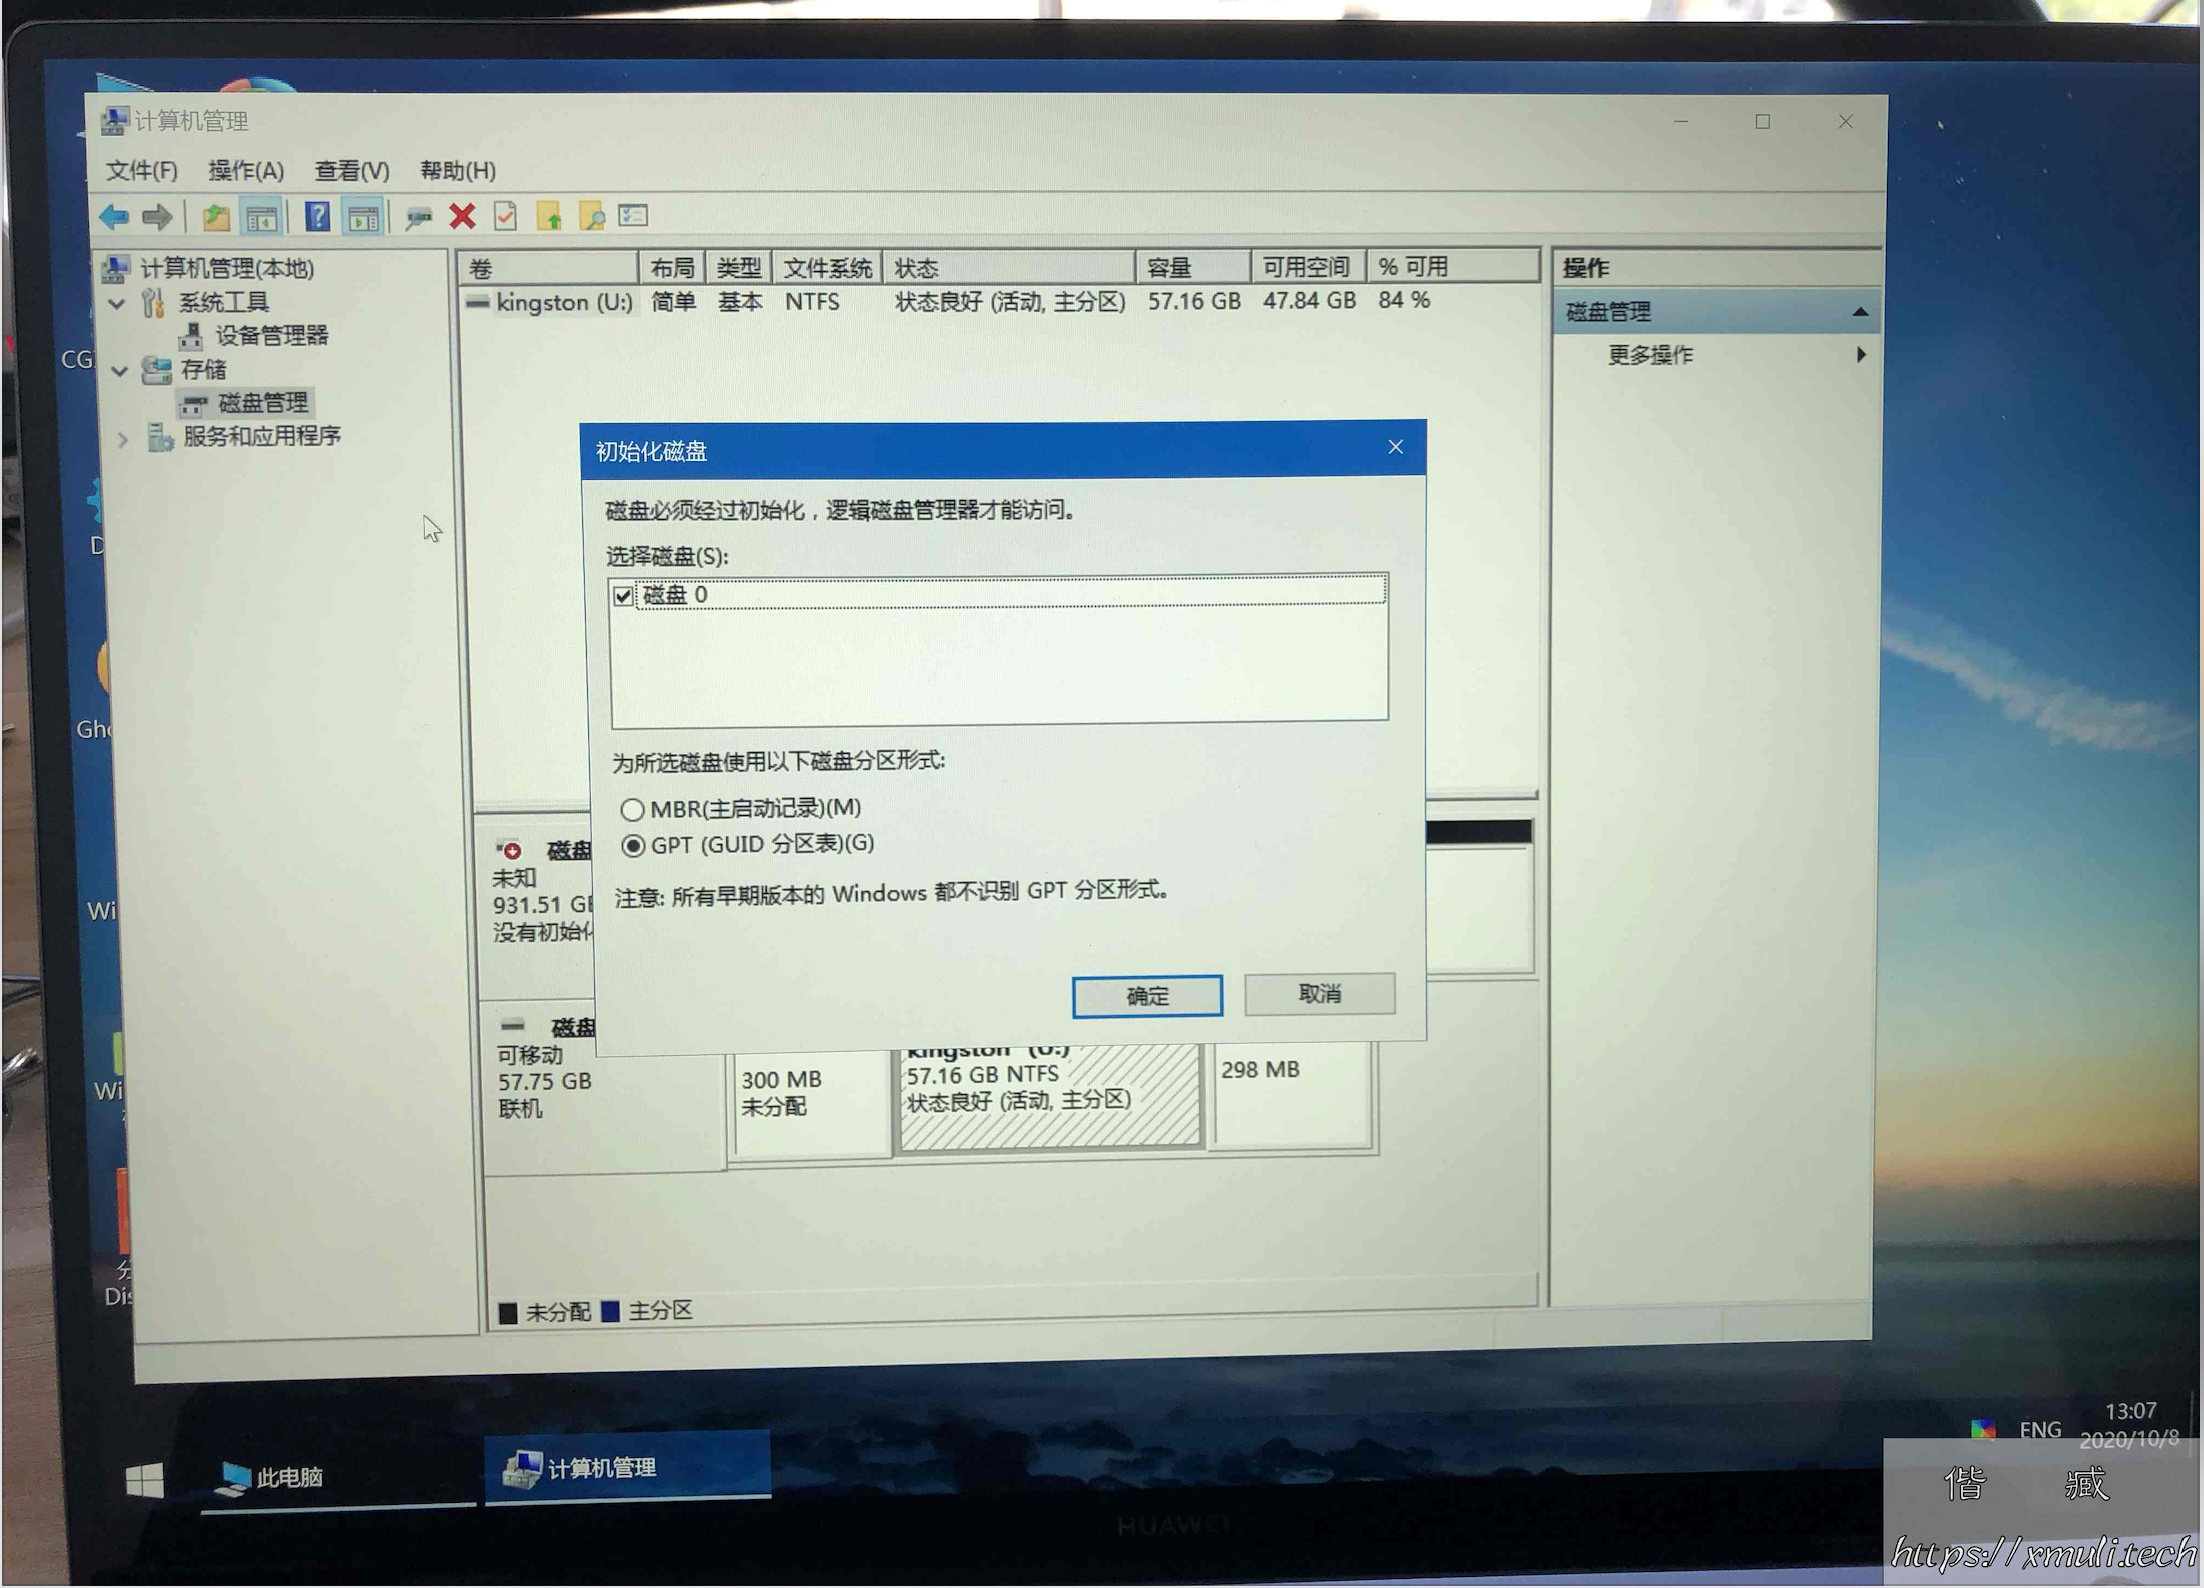 计算机管理
文件(F) 操作(A) 查看(V) 帮助(H)
计算机管理(本地)
系统工具
设备管理器
存储
磁盘管理
服务和应用程序
卷 布局 类型 文件系统 状态 容量 可用空间 % 可用
kingston (U:) 简单 基本 NTFS 状态良好 (活动, 主分区) 57.16 GB 47.84 GB 84 %
操作
磁盘管理
更多操作
初始化磁盘
磁盘必须经过初始化，逻辑磁盘管理器才能访问。
选择磁盘(S):
磁盘 0
为所选磁盘使用以下磁盘分区形式:
MBR(主启动记录)(M)
GPT (GUID 分区表)(G)
注意: 所有早期版本的 Windows 都不识别 GPT 分区形式。
确定 取消
磁盘
未知
931.51 GB
没有初始化
磁盘
可移动
57.75 GB
联机
300 MB
未分配
kingston (U:)
57.16 GB NTFS
状态良好 (活动, 主分区)
298 MB
未分配 主分区
CG
D
Gh
Wi
Wi
分
Dis
此电脑
计算机管理
ENG
13:07
2020/10/8
HUAWEI
偕臧
https://xmuli.tech